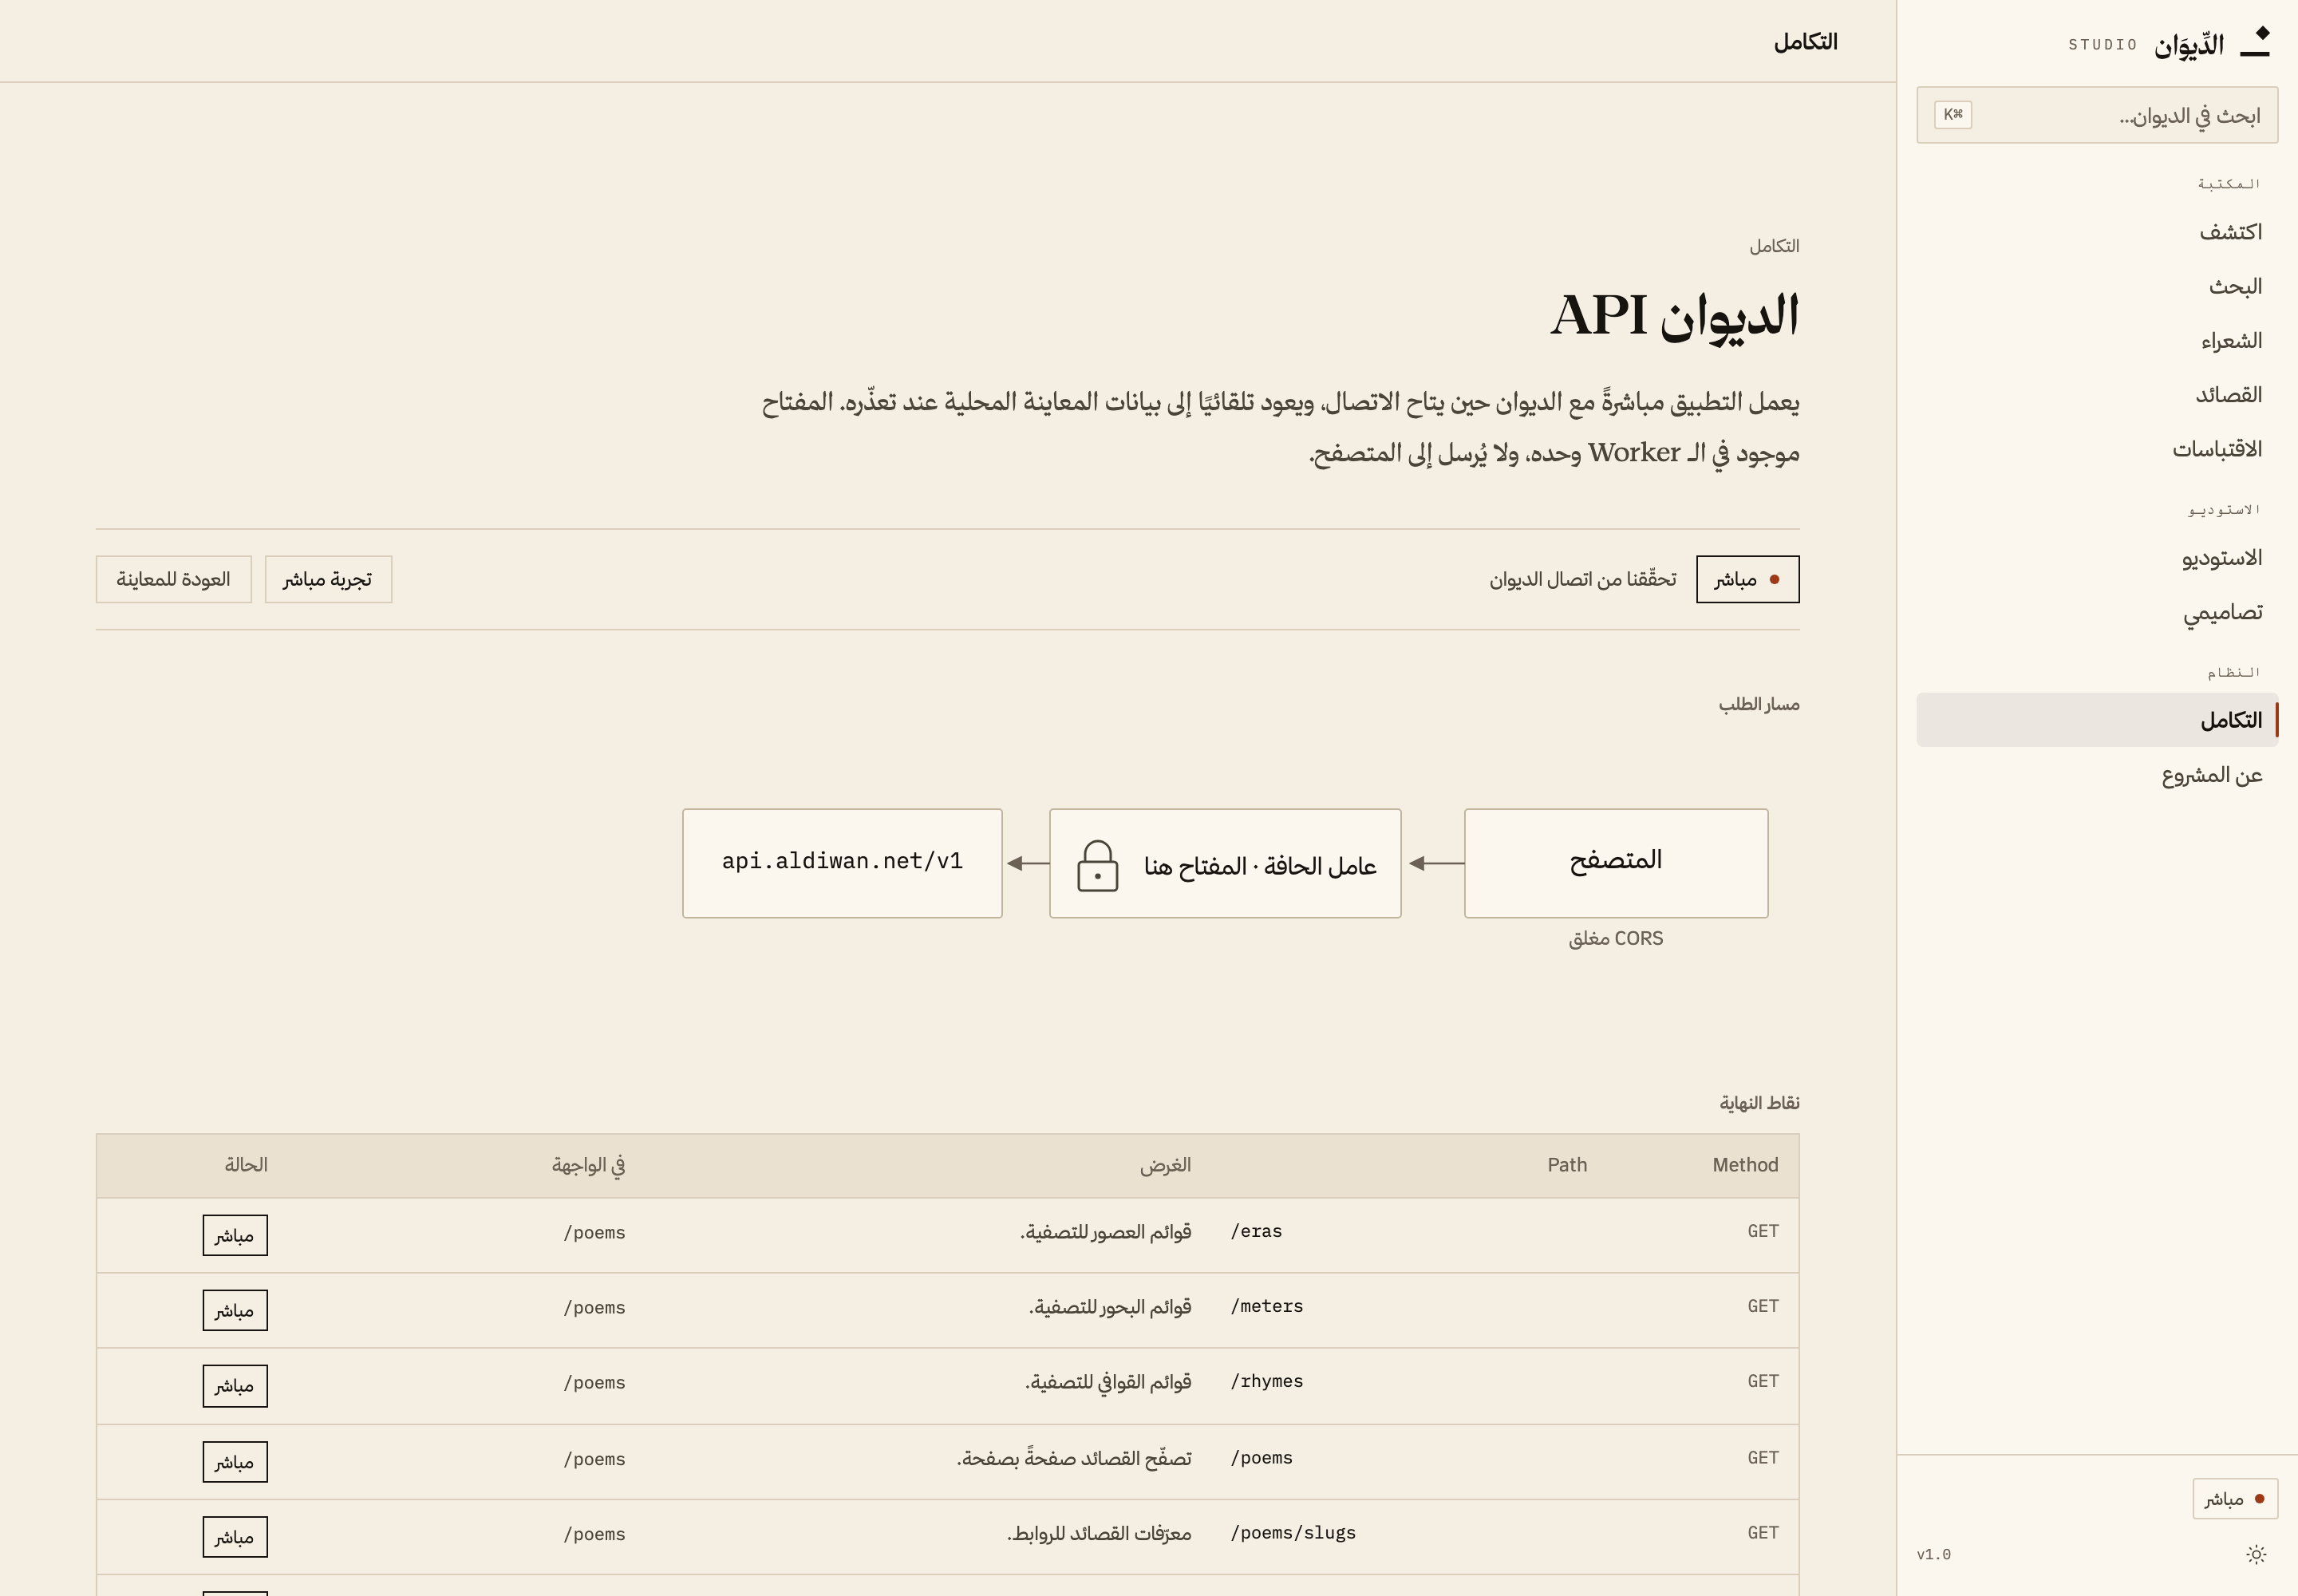 الدِّيوَان STUDIO
ابحث في الديوان... ⌘K
المكتبة
اكتشف
البحث
الشعراء
القصائد
الاقتباسات
الاستوديو
الاستوديو
تصاميمي
النظام
التكامل
عن المشروع
مباشر
v1.0
التكامل
التكامل
الديوان API
يعمل التطبيق مباشرةً مع الديوان حين يتاح الاتصال، ويعود تلقائيًا إلى بيانات المعاينة المحلية عند تعذّره. المفتاح
موجود في الـ Worker وحده، ولا يُرسل إلى المتصفح.
مباشر تحقّقنا من اتصال الديوان تجربة مباشر العودة للمعاينة
مسار الطلب
المتصفح
عامل الحافة · المفتاح هنا
api.aldiwan.net/v1
CORS مغلق
نقاط النهاية
Method Path الغرض في الواجهة الحالة
GET /eras قوائم العصور للتصفية. /poems مباشر
GET /meters قوائم البحور للتصفية. /poems مباشر
GET /rhymes قوائم القوافي للتصفية. /poems مباشر
GET /poems تصفّح القصائد صفحةً بصفحة. /poems مباشر
GET /poems/slugs معرّفات القصائد للروابط. /poems مباشر